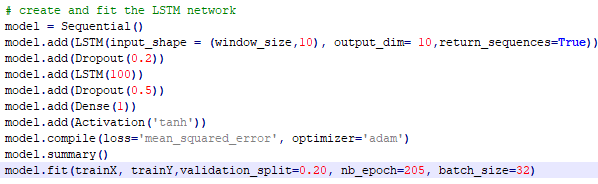 # create and fit the LSTM network
model = Sequential()
model.add(LSTM(input_shape = (window_size,10), output_dim= 10,return_sequences=True))
model.add(Dropout(0.2))
model.add(LSTM(100))
model.add(Dropout(0.5))
model.add(Dense(1))
model.add(Activation('tanh'))
model.compile(loss='mean_squared_error', optimizer='adam')
model.summary()
model.fit(trainX, trainY,validation_split=0.20, nb_epoch=205, batch_size=32)